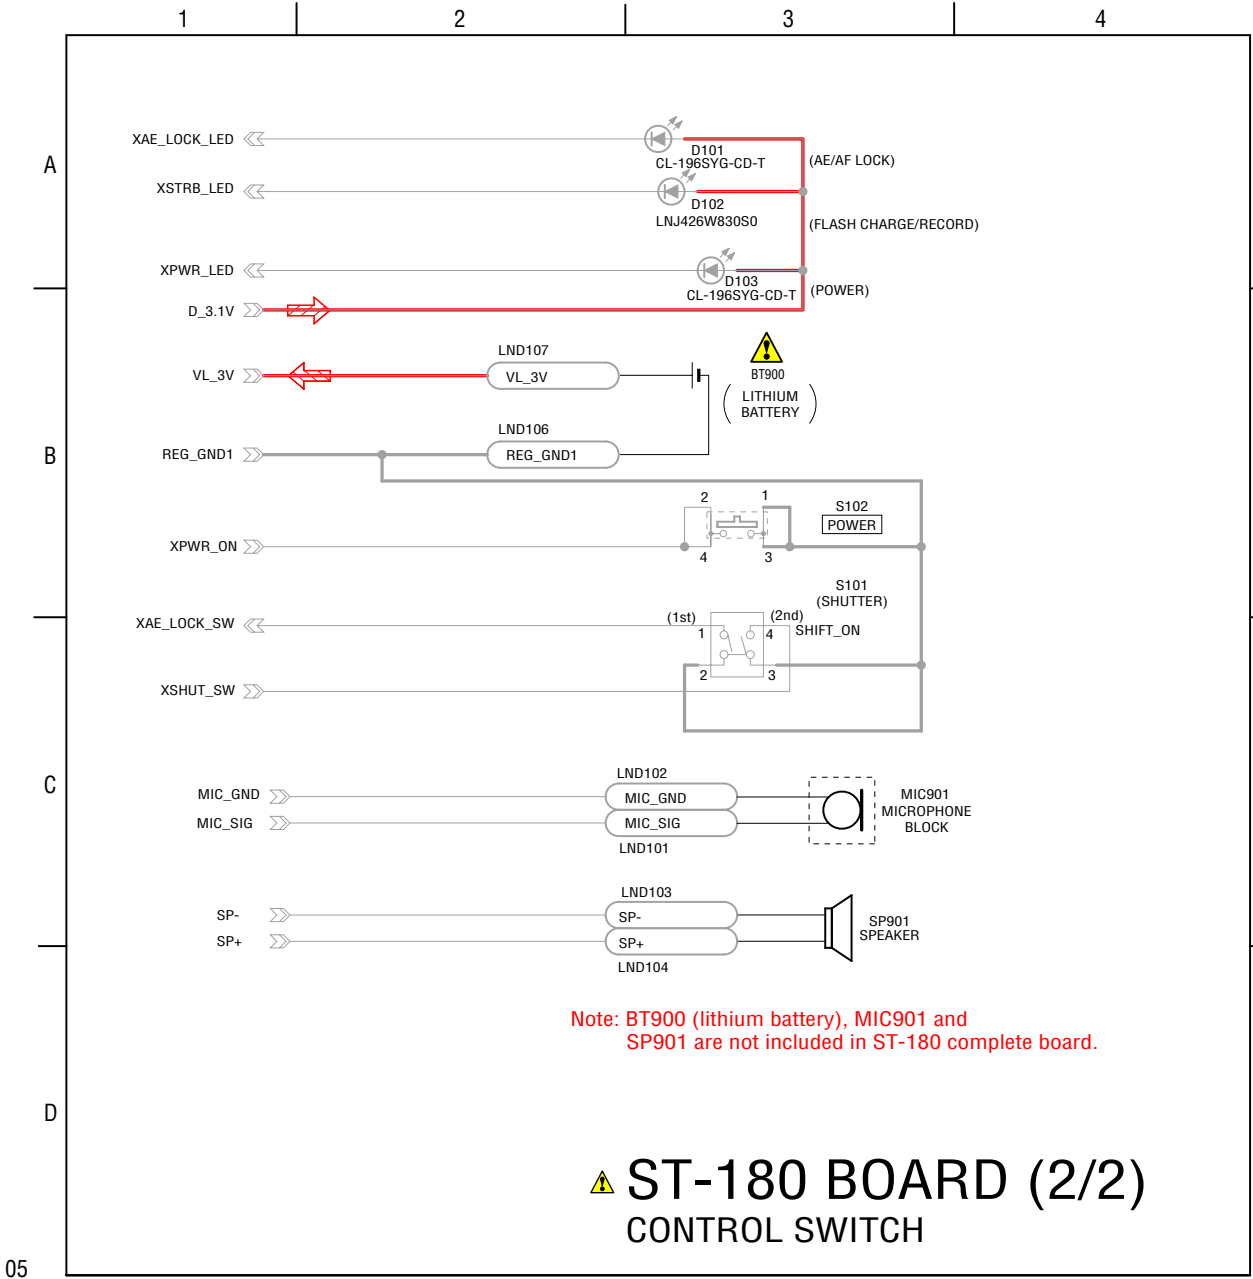 1 2 3 4
A
XAE_LOCK_LED
D101
CL-196SYG-CD-T
(AE/AF LOCK)
XSTRB_LED
D102
LNJ426W830S0
(FLASH CHARGE/RECORD)
XPWR_LED
D103
CL-196SYG-CD-T
(POWER)
D_3.1V
LND107
VL_3V
VL_3V
BT900
LITHIUM
BATTERY
LND106
B
REG_GND1
REG_GND1
2 1
S102
POWER
XPWR_ON
4 3
S101
(SHUTTER)
XAE_LOCK_SW
(1st) (2nd)
1 4 SHIFT_ON
2 3
XSHUT_SW
C
LND102
MIC_GND
MIC_GND
MIC_SIG
MIC_SIG
LND101
MIC901
MICROPHONE
BLOCK
LND103
SP-
SP-
SP+
SP+
LND104
SP901
SPEAKER
Note: BT900 (lithium battery), MIC901 and
SP901 are not included in ST-180 complete board.
D
ST-180 BOARD (2/2)
CONTROL SWITCH
05